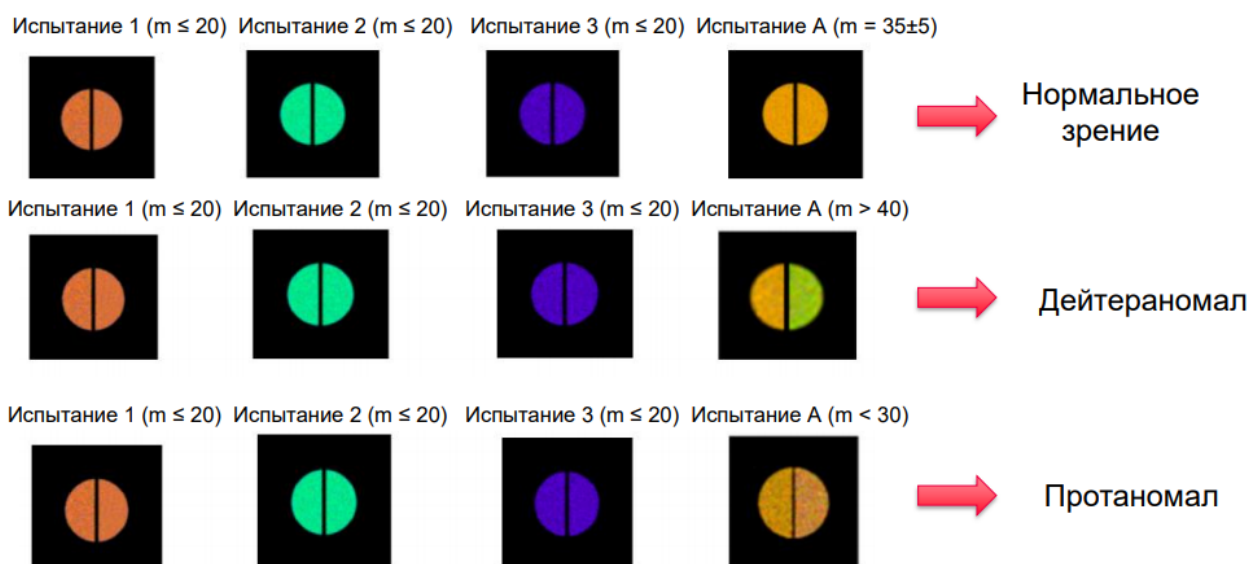 Испытание 1 (m ≤ 20) Испытание 2 (m ≤ 20) Испытание 3 (m ≤ 20) Испытание А (m = 35±5)
Нормальное
зрение
Испытание 1 (m ≤ 20) Испытание 2 (m ≤ 20) Испытание 3 (m ≤ 20) Испытание А (m > 40)
Дейтераномал
Испытание 1 (m ≤ 20) Испытание 2 (m ≤ 20) Испытание 3 (m ≤ 20) Испытание А (m < 30)
Протаномал